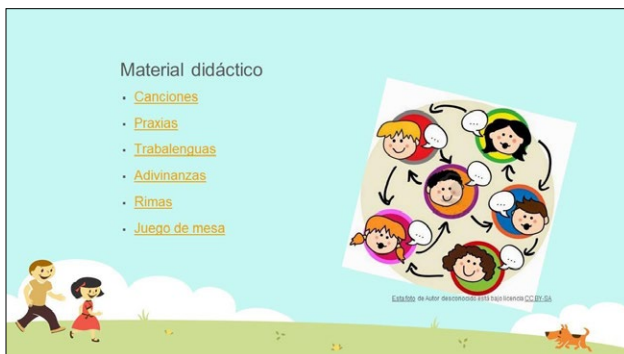 Material didáctico
Canciones
Praxias
Trabalenguas
Adivinanzas
Rimas
Juego de mesa
Esta foto de Autor desconocido está bajo licencia CC BY-SA